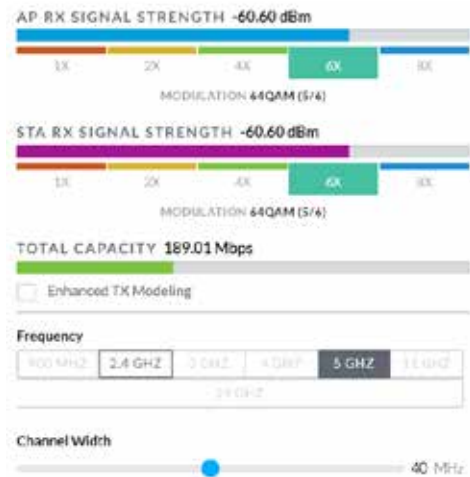 AP RX SIGNAL STRENGTH -60.60 dBm
1X 2X 4X 6X 8X
MODULATION 64QAM (5/6)
STA RX SIGNAL STRENGTH -60.60 dBm
1X 2X 4X 6X 8X
MODULATION 64QAM (5/6)
TOTAL CAPACITY 189.01 Mbps
Enhanced TX Modeling
Frequency
900 MHZ 2.4 GHZ 3 GHZ 4 GHZ 5 GHZ 11 GHZ
24 GHZ
Channel Width
40 MHz